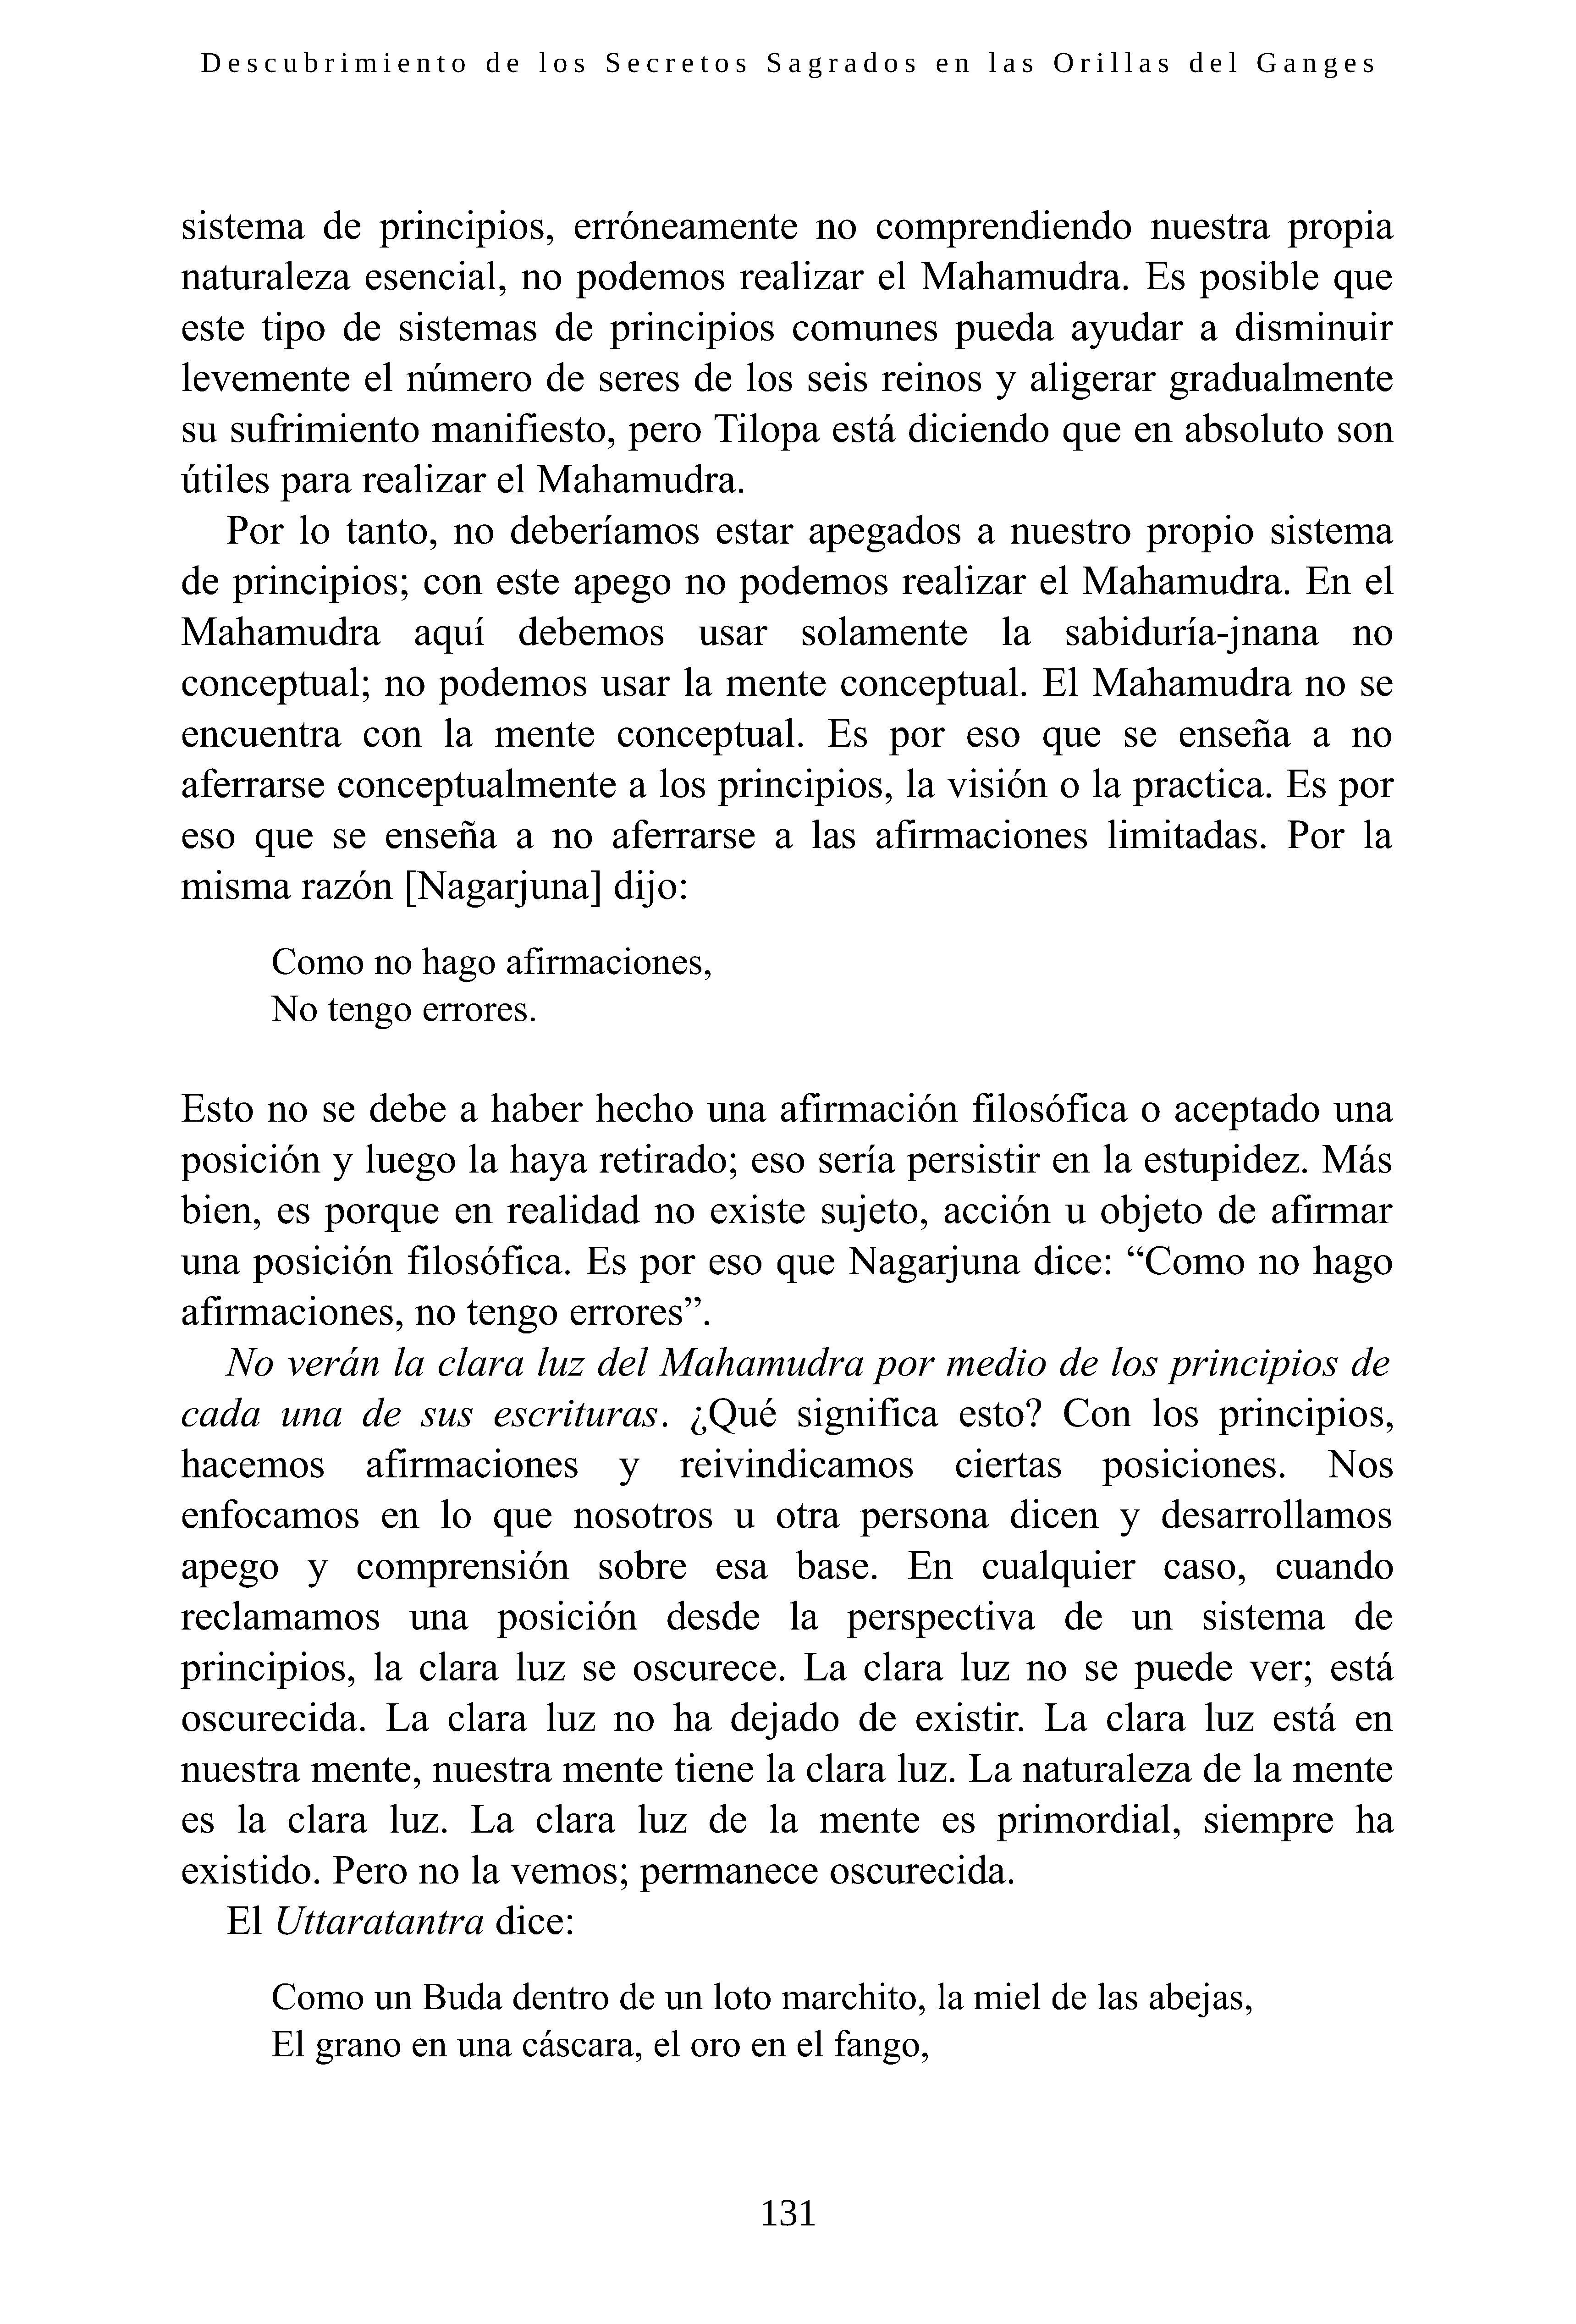 Descubrimiento de los Secretos Sagrados en las Orillas del Ganges
sistema de principios, erróneamente no comprendiendo nuestra propia
naturaleza esencial, no podemos realizar el Mahamudra. Es posible que
este tipo de sistemas de principios comunes pueda ayudar a disminuir
levemente el número de seres de los seis reinos y aligerar gradualmente
su sufrimiento manifiesto, pero Tilopa está diciendo que en absoluto son
útiles para realizar el Mahamudra.
Por lo tanto, no deberíamos estar apegados a nuestro propio sistema
de principios; con este apego no podemos realizar el Mahamudra. En el
Mahamudra aquí debemos usar solamente la sabiduría-jnana no
conceptual; no podemos usar la mente conceptual. El Mahamudra no se
encuentra con la mente conceptual. Es por eso que se enseña a no
aferrarse conceptualmente a los principios, la visión o la practica. Es por
eso que se enseña a no aferrarse a las afirmaciones limitadas. Por la
misma razón [Nagarjuna] dijo:
Como no hago afirmaciones,
No tengo errores.
Esto no se debe a haber hecho una afirmación filosófica o aceptado una
posición y luego la haya retirado; eso sería persistir en la estupidez. Más
bien, es porque en realidad no existe sujeto, acción u objeto de afirmar
una posición filosófica. Es por eso que Nagarjuna dice: “Como no hago
afirmaciones, no tengo errores”.
No verán la clara luz del Mahamudra por medio de los principios de
cada una de sus escrituras. ¿Qué significa esto? Con los principios,
hacemos afirmaciones y reivindicamos ciertas posiciones. Nos
enfocamos en lo que nosotros u otra persona dicen y desarrollamos
apego y comprensión sobre esa base. En cualquier caso, cuando
reclamamos una posición desde la perspectiva de un sistema de
principios, la clara luz se oscurece. La clara luz no se puede ver; está
oscurecida. La clara luz no ha dejado de existir. La clara luz está en
nuestra mente, nuestra mente tiene la clara luz. La naturaleza de la mente
es la clara luz. La clara luz de la mente es primordial, siempre ha
existido. Pero no la vemos; permanece oscurecida.
El Uttaratantra dice:
Como un Buda dentro de un loto marchito, la miel de las abejas,
El grano en una cáscara, el oro en el fango,
131